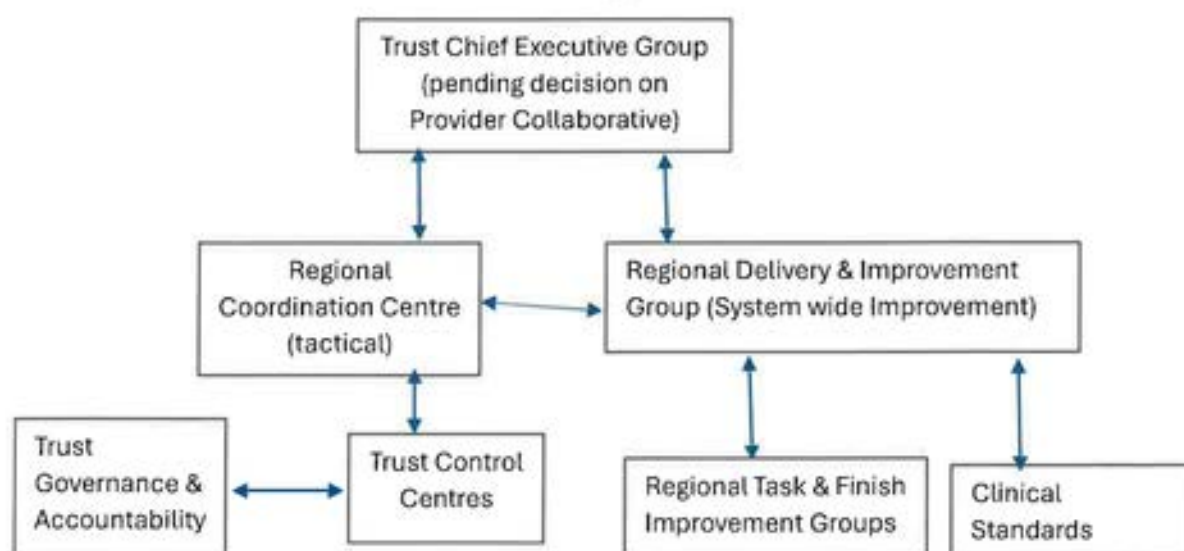 Trust Chief Executive Group
(pending decision on
Provider Collaborative)
Regional
Coordination Centre
(tactical)
Regional Delivery & Improvement
Group (System wide Improvement)
Trust
Governance &
Accountability
Trust Control
Centres
Regional Task & Finish
Improvement Groups
Clinical
Standards